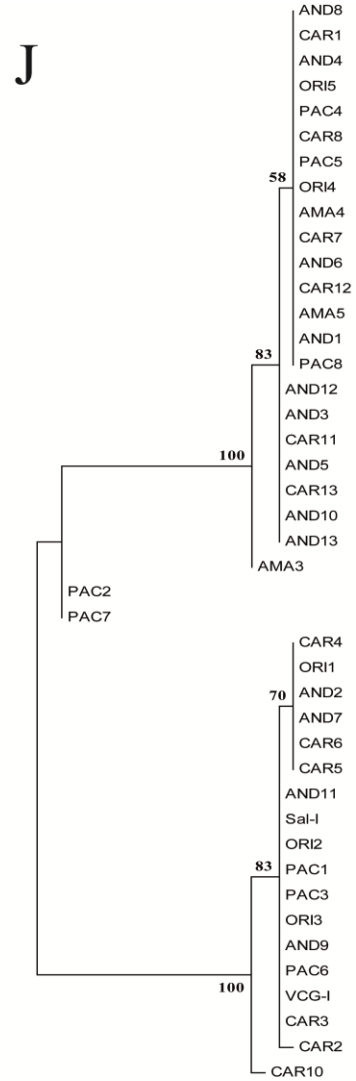 J
AND8
CAR1
AND4
ORI5
PAC4
CAR8
PAC5
58
ORI4
AMA4
CAR7
AND6
CAR12
AMA5
AND1
83
PAC8
AND12
AND3
CAR11
100
AND5
CAR13
AND10
AND13
AMA3
PAC2
PAC7
CAR4
ORI1
70
AND2
AND7
CAR6
CAR5
AND11
Sal-I
ORI2
83
PAC1
PAC3
ORI3
AND9
PAC6
100
VCG-I
CAR3
CAR2
CAR10